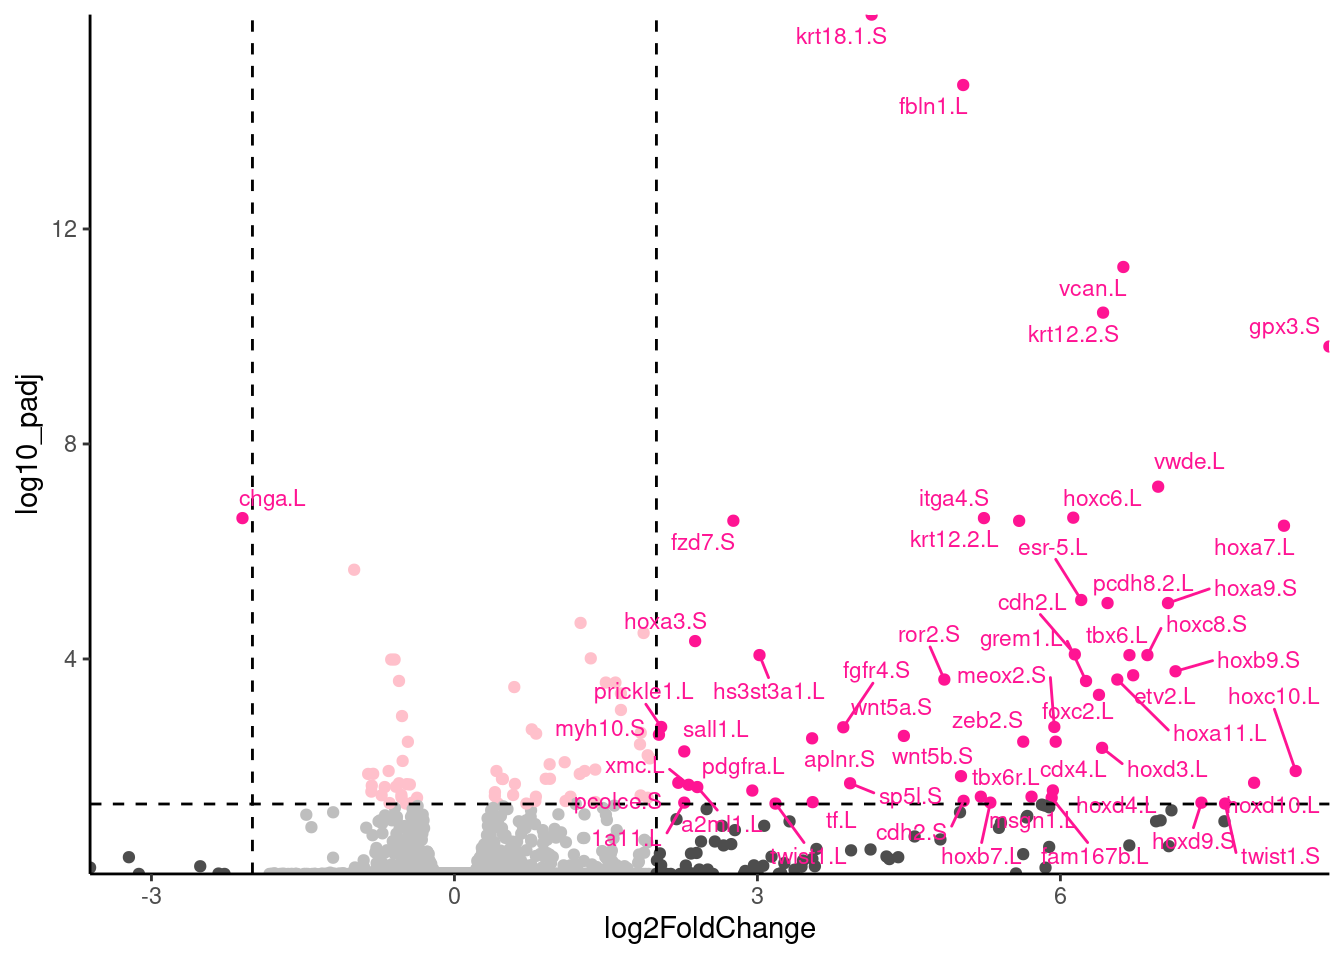 krt18.1.S
fbln1.L
12
vcan.L
gpx3.S
krt12.2.S
log10_padj
8
vwde.L
chga.L
itga4.S
hoxc6.L
fzd7.S
krt12.2.L
esr-5.L
hoxa7.L
pcdh8.2.L
hoxa9.S
cdh2.L
hoxa3.S
ror2.S
grem1.L
tbx6.L
hoxc8.S
4
hoxb9.S
fgfr4.S
meox2.S
prickle1.L
hs3st3a1.L
etv2.L
hoxc10.L
wnt5a.S
foxc2.L
myh10.S
sall1.L
zeb2.S
hoxa11.L
aplnr.S
wnt5b.S
xmc.L
pdgfra.L
tbx6r.L
cdx4.L
hoxd3.L
pcolce.S
sp5l.S
hoxd4.L
hoxd10.L
1a11.L
a2ml1.L
tf.L
cdh2.S
msgn1.L
hoxd9.S
twist1.L
hoxb7.L
fam167b.L
twist1.S
-3
0
3
6
log2FoldChange